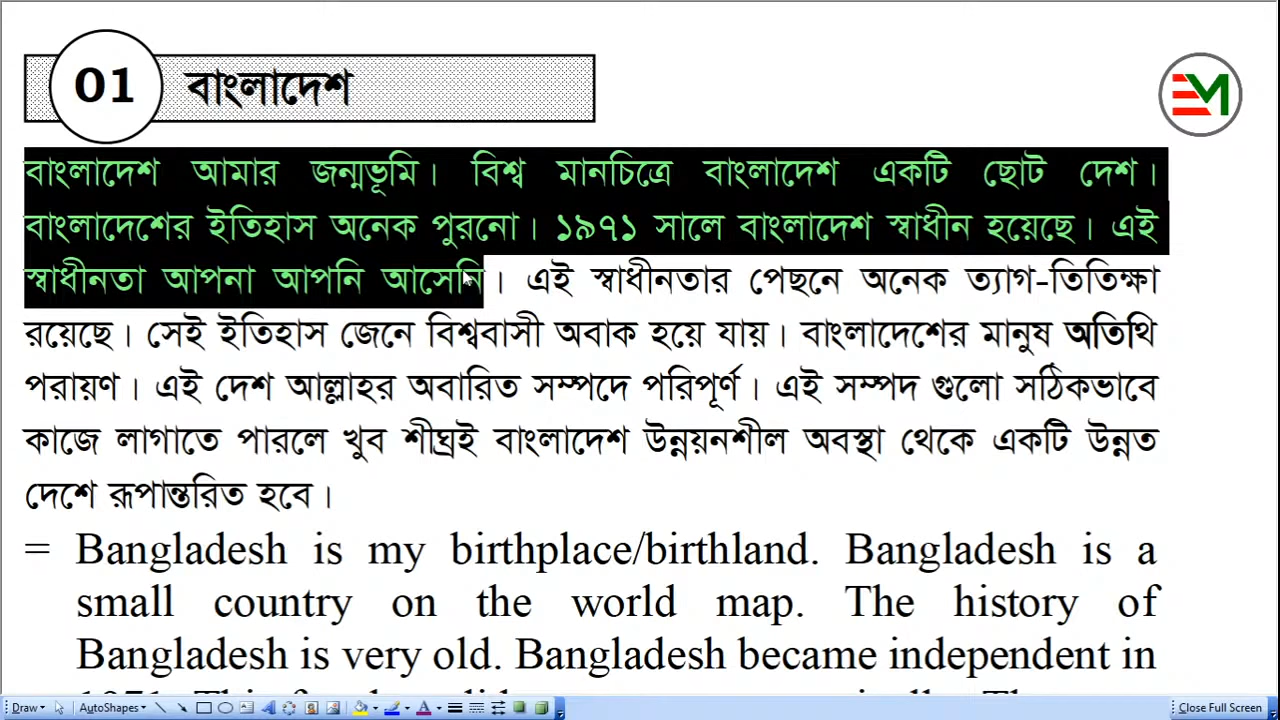 01 বাংলাদেশ
EM
বাংলাদেশ আমার জন্মভূমি। বিশ্ব মানচিত্রে বাংলাদেশ একটি ছোট দেশ।
বাংলাদেশের ইতিহাস অনেক পুরনো। ১৯৭১ সালে বাংলাদেশ স্বাধীন হয়েছে। এই
স্বাধীনতা আপনা আপনি আসেনি। এই স্বাধীনতার পেছনে অনেক ত্যাগ-তিতিক্ষা
রয়েছে। সেই ইতিহাস জেনে বিশ্ববাসী অবাক হয়ে যায়। বাংলাদেশের মানুষ অতিথি
পরায়ণ। এই দেশ আল্লাহর অবারিত সম্পদে পরিপূর্ণ। এই সম্পদ গুলো সঠিকভাবে
কাজে লাগাতে পারলে খুব শীঘ্রই বাংলাদেশ উন্নয়নশীল অবস্থা থেকে একটি উন্নত
দেশে রূপান্তরিত হবে।
= Bangladesh is my birthplace/birthland. Bangladesh is a
small country on the world map. The history of
Bangladesh is very old. Bangladesh became independent in
Draw AutoShapes Close Full Screen